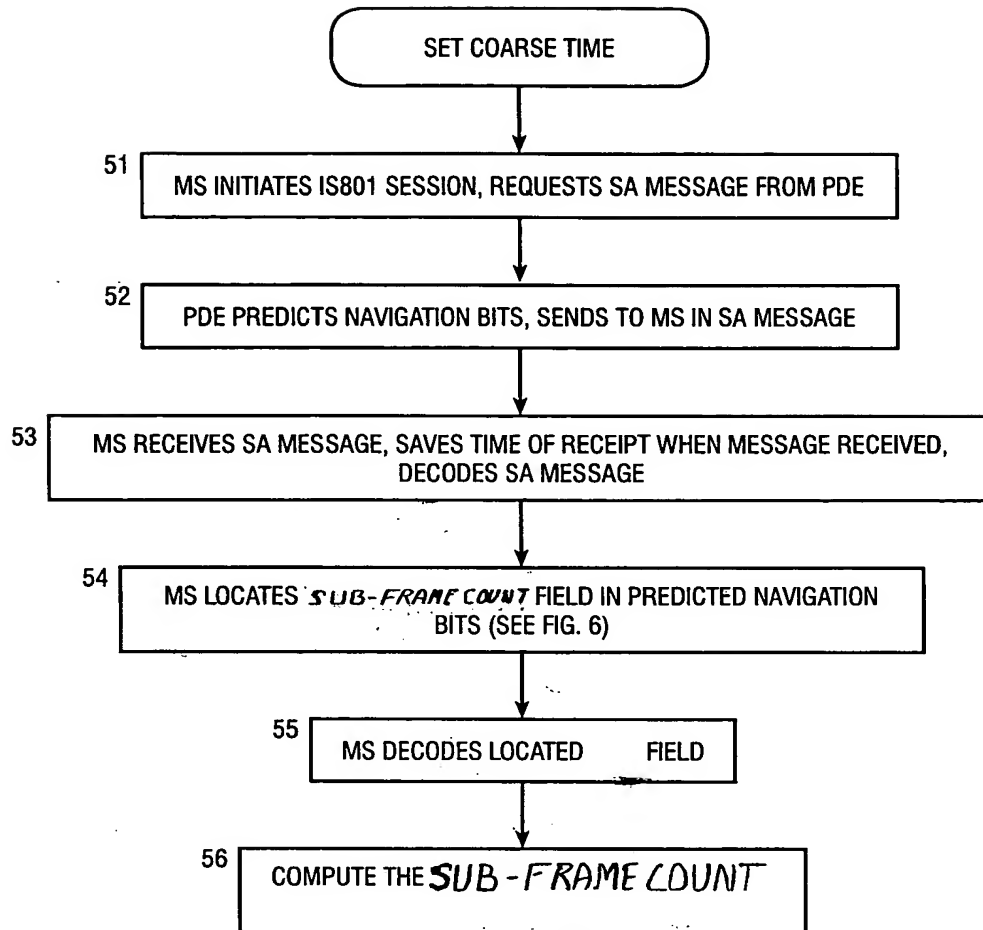 SET COARSE TIME
51
MS INITIATES IS801 SESSION, REQUESTS SA MESSAGE FROM PDE
52
PDE PREDICTS NAVIGATION BITS, SENDS TO MS IN SA MESSAGE
53
MS RECEIVES SA MESSAGE, SAVES TIME OF RECEIPT WHEN MESSAGE RECEIVED,
DECODES SA MESSAGE
54
MS LOCATES SUB-FRAME COUNT FIELD IN PREDICTED NAVIGATION
BITS (SEE FIG. 6)
55
MS DECODES LOCATED FIELD
56
COMPUTE THE SUB-FRAME COUNT